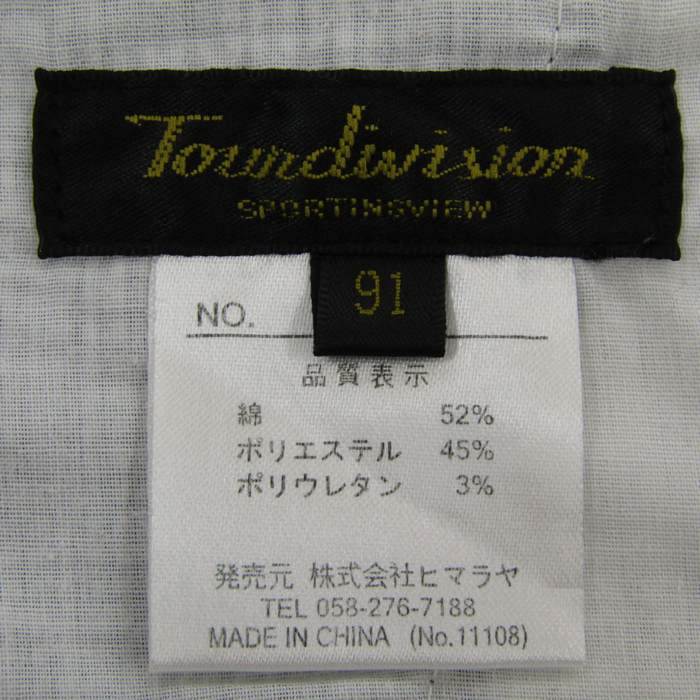 Tourdivision
SPORTINSVIEW
91
NO.
品質表示
綿 52%
ポリエステル 45%
ポリウレタン 3%
発売元 株式会社ヒマラヤ
TEL 058-276-7188
MADE IN CHINA (No.11108)